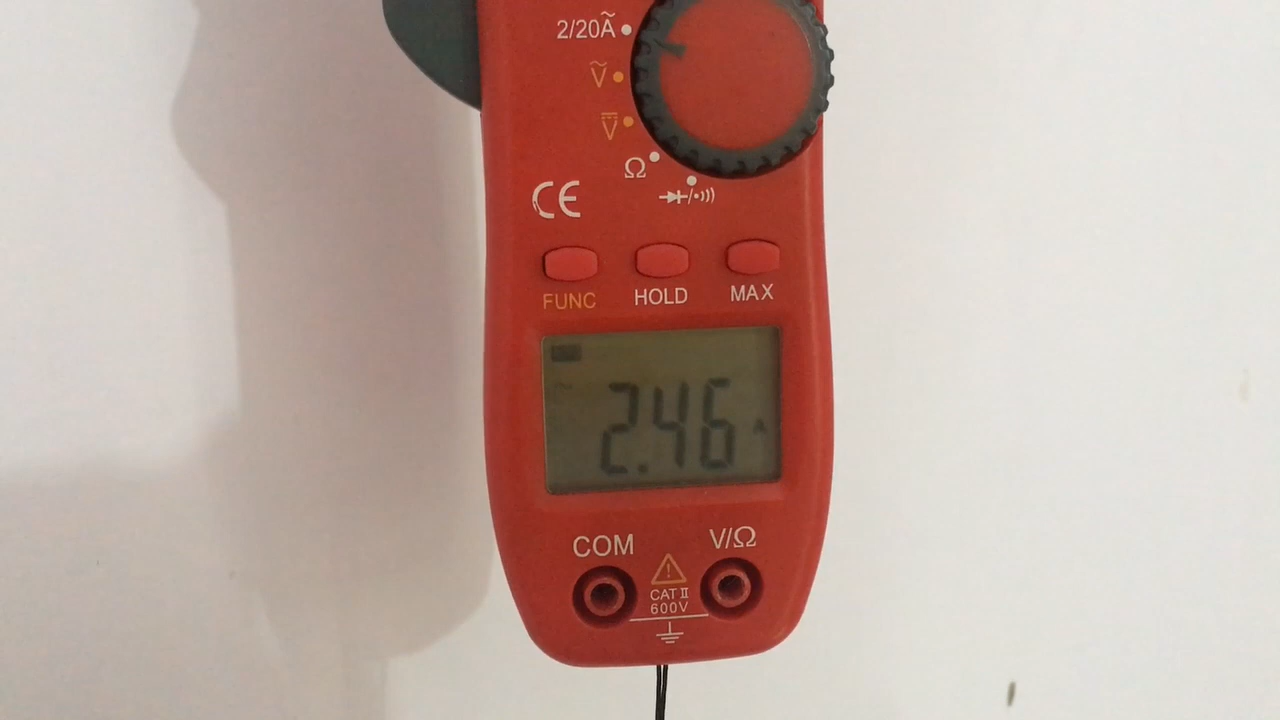 2/20Ã
Ṽ
V
Ω
CE
FUNC HOLD MAX
~
2.46 A
COM V/Ω
CAT II
600V